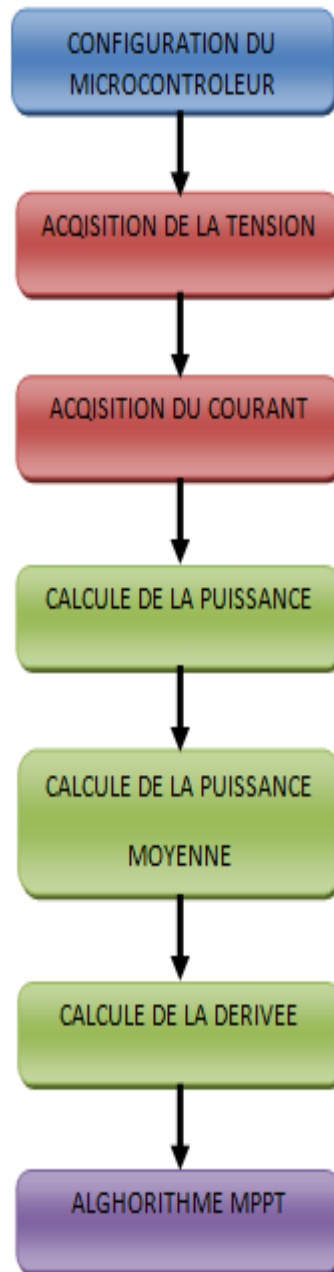 CONFIGURATION DU
MICROCONTROLEUR
ACQISITION DE LA TENSION
ACQISITION DU COURANT
CALCULE DE LA PUISSANCE
CALCULE DE LA PUISSANCE
MOYENNE
CALCULE DE LA DERIVEE
ALGHORITHME MPPT